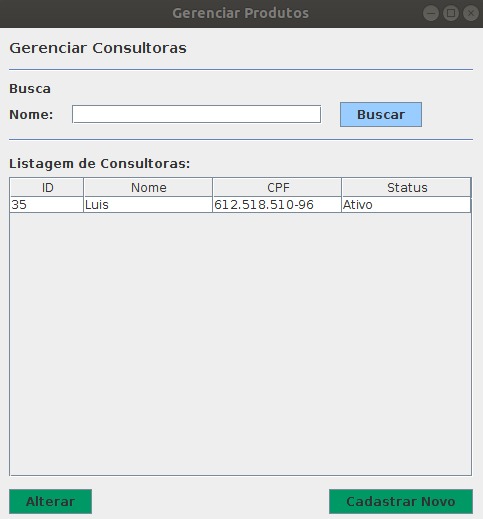 Gerenciar Produtos
Gerenciar Consultoras
Busca
Nome: Buscar
Listagem de Consultoras:
ID Nome CPF Status
35 Luis 612.518.510-96 Ativo
Alterar Cadastrar Novo